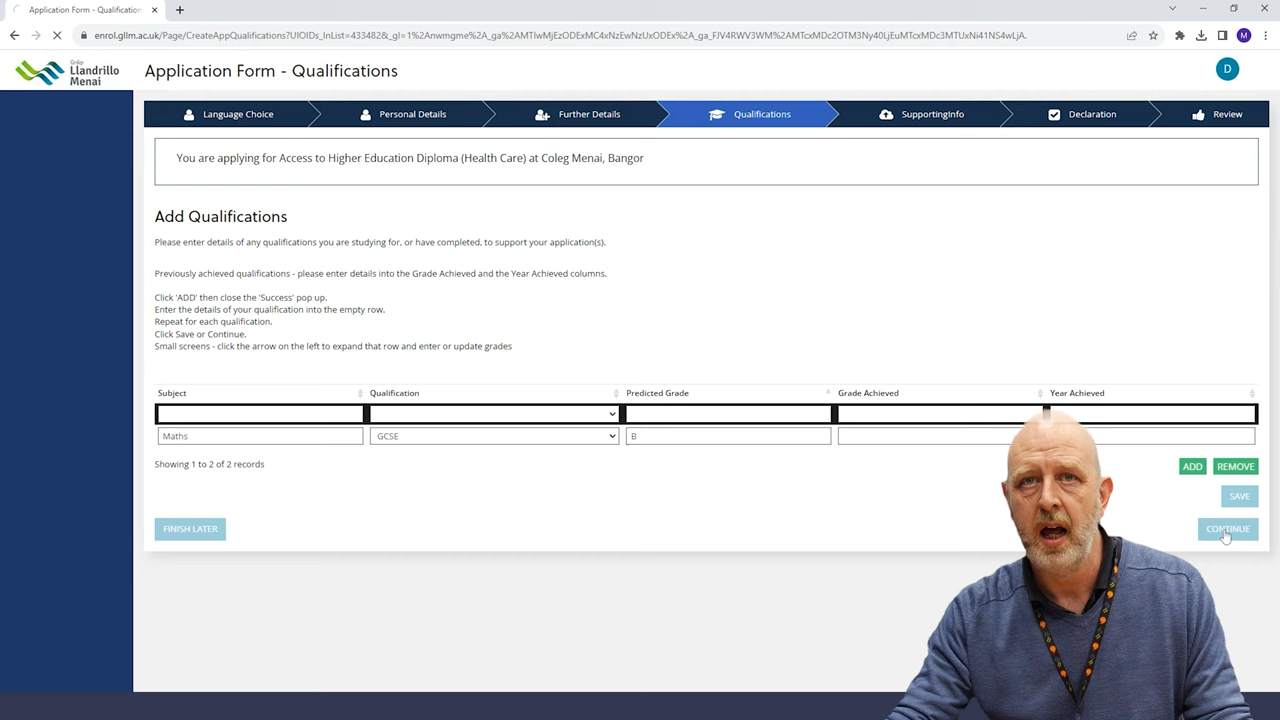 Application Form - Qualifications
enrol.gllm.ac.uk/Page/CreateAppQualifications?UIOIDs_InList=433482&_gl=1%2Anwmgme%2A_ga%2AMTIwMjEzODExMC4xNzEwNzUxODEx%2A_ga_FJV4RWV3WM%2AMTcxMDc2OTM3Ny40LjEuMTcxMDc3MTUxNi41NS4wLjA.
M
Grŵp
Llandrillo
Menai
Application Form - Qualifications
D
Language Choice
Personal Details
Further Details
Qualifications
SupportingInfo
Declaration
Review
You are applying for Access to Higher Education Diploma (Health Care) at Coleg Menai, Bangor
Add Qualifications
Please enter details of any qualifications you are studying for, or have completed, to support your application(s).
Previously achieved qualifications - please enter details into the Grade Achieved and the Year Achieved columns.
Click 'ADD' then close the 'Success' pop up.
Enter the details of your qualification into the empty row.
Repeat for each qualification.
Click Save or Continue.
Small screens - click the arrow on the left to expand that row and enter or update grades
Subject Qualification Predicted Grade Grade Achieved Year Achieved
Maths GCSE B
Showing 1 to 2 of 2 records
ADD REMOVE
SAVE
FINISH LATER CONTINUE